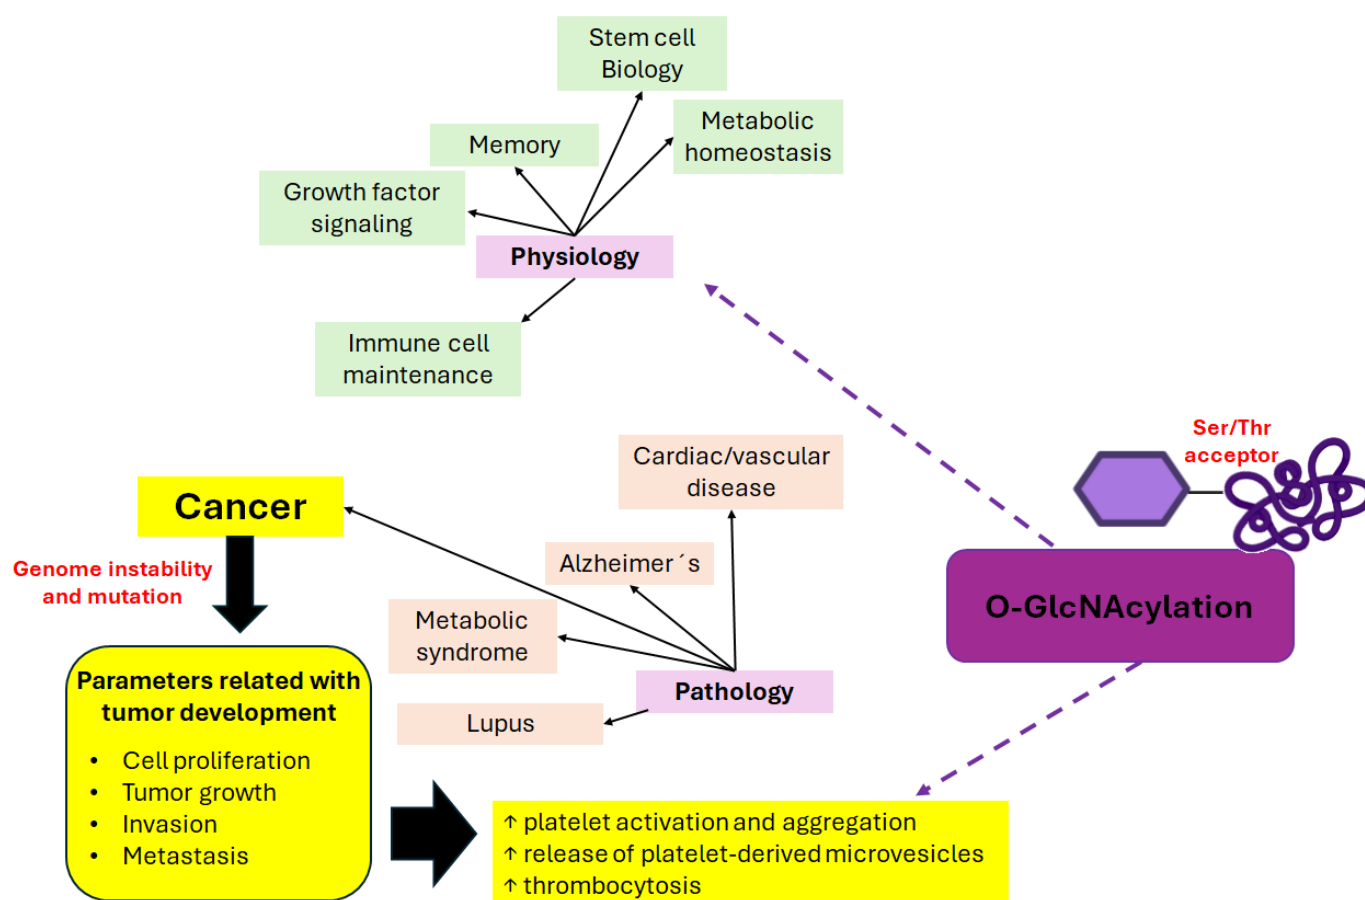 Stem cell
Biology
Metabolic
homeostasis
Memory
Growth factor
signaling
Physiology
Immune cell
maintenance
Ser/Thr
acceptor
Cardiac/vascular
disease
Cancer
Alzheimer´s
Genome instability
and mutation
O-GlcNAcylation
Metabolic
syndrome
Pathology
Parameters related with
tumor development
Lupus
• Cell proliferation
• Tumor growth
• Invasion
• Metastasis
↑ platelet activation and aggregation
↑ release of platelet-derived microvesicles
↑ thrombocytosis